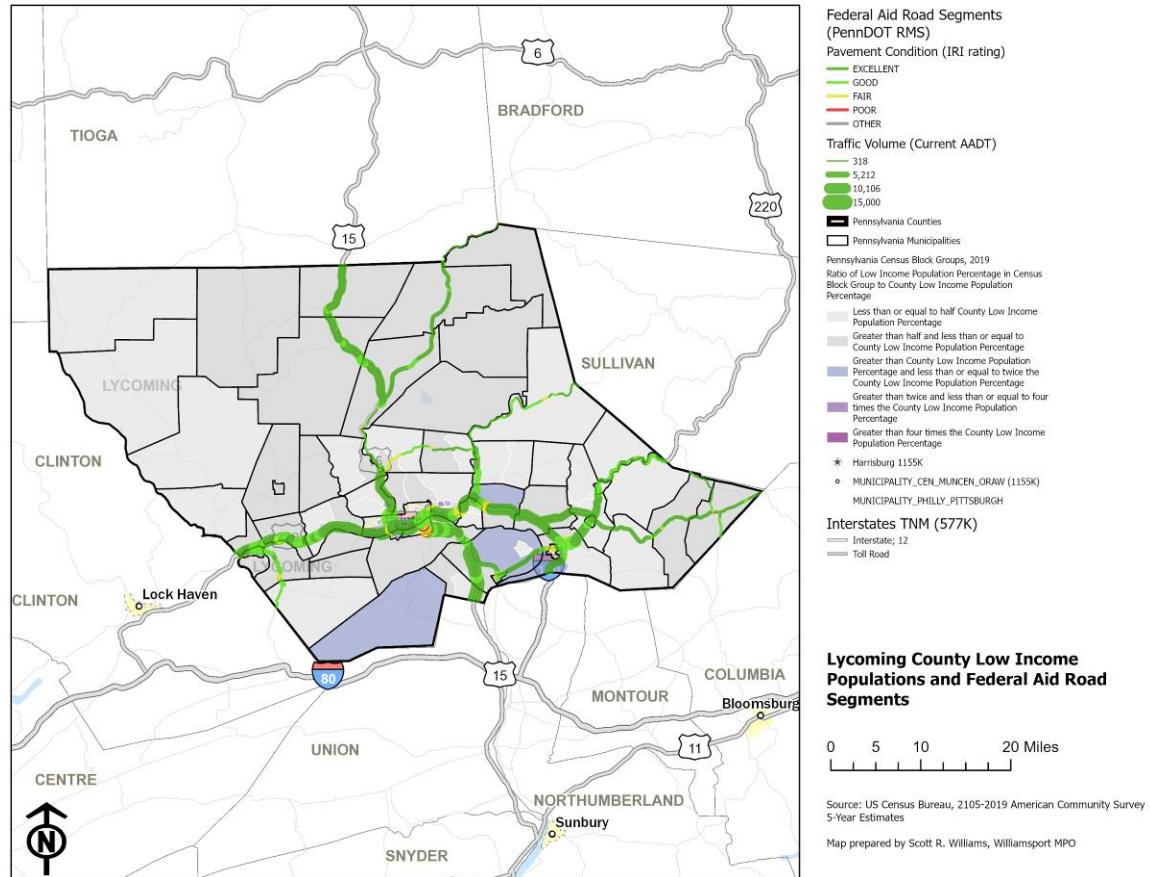 6
BRADFORD
TIOGA
220
15
SULLIVAN
LYCOMING
CLINTON
LYCOMING
CLINTON
Lock Haven
80
15
COLUMBIA
MONTOUR
Bloomsburg
UNION
11
CENTRE
NORTHUMBERLAND
Sunbury
SNYDER
N
Federal Aid Road Segments
(PennDOT RMS)
Pavement Condition (IRI rating)
EXCELLENT
GOOD
FAIR
POOR
OTHER
Traffic Volume (Current AADT)
318
5,212
10,106
15,000
Pennsylvania Counties
Pennsylvania Municipalities
Pennsylvania Census Block Groups, 2019
Ratio of Low Income Population Percentage in Census
Block Group to County Low Income Population
Percentage
Less than or equal to half County Low Income
Population Percentage
Greater than half and less than or equal to
County Low Income Population Percentage
Greater than County Low Income Population
Percentage and less than or equal to twice the
County Low Income Population Percentage
Greater than twice and less than or equal to four
times the County Low Income Population
Percentage
Greater than four times the County Low Income
Population Percentage
Harrisburg 1155K
MUNICIPALITY_CEN_MUNCEN_ORAW (1155K)
MUNICIPALITY_PHILLY_PITTSBURGH
Interstates TNM (577K)
Interstate; 12
Toll Road
Lycoming County Low Income
Populations and Federal Aid Road
Segments
0 5 10 20 Miles
Source: US Census Bureau, 2105-2019 American Community Survey
5-Year Estimates
Map prepared by Scott R. Williams, Williamsport MPO